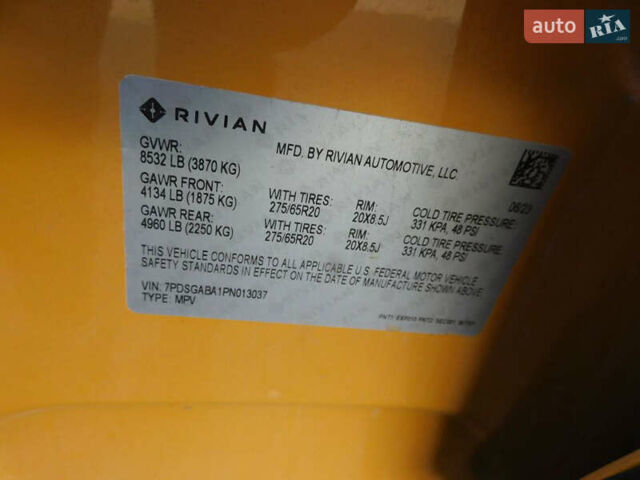 auto RIA .com
RIVIAN
GVWR: MFD. BY RIVIAN AUTOMOTIVE, LLC
8532 LB (3870 KG) 06/23
GAWR FRONT: WITH TIRES: RIM: COLD TIRE PRESSURE:
4134 LB (1875 KG) 275/65R20 20X8.5J 331 KPA, 48 PSI
GAWR REAR: WITH TIRES: RIM: COLD TIRE PRESSURE:
4960 LB (2250 KG) 275/65R20 20X8.5J 331 KPA, 48 PSI
THIS VEHICLE CONFORMS TO ALL APPLICABLE U.S. FEDERAL MOTOR VEHICLE
SAFETY STANDARDS IN EFFECT ON THE DATE OF MANUFACTURE SHOWN ABOVE.
VIN: 7PDSGABA1PN013037
TYPE: MPV